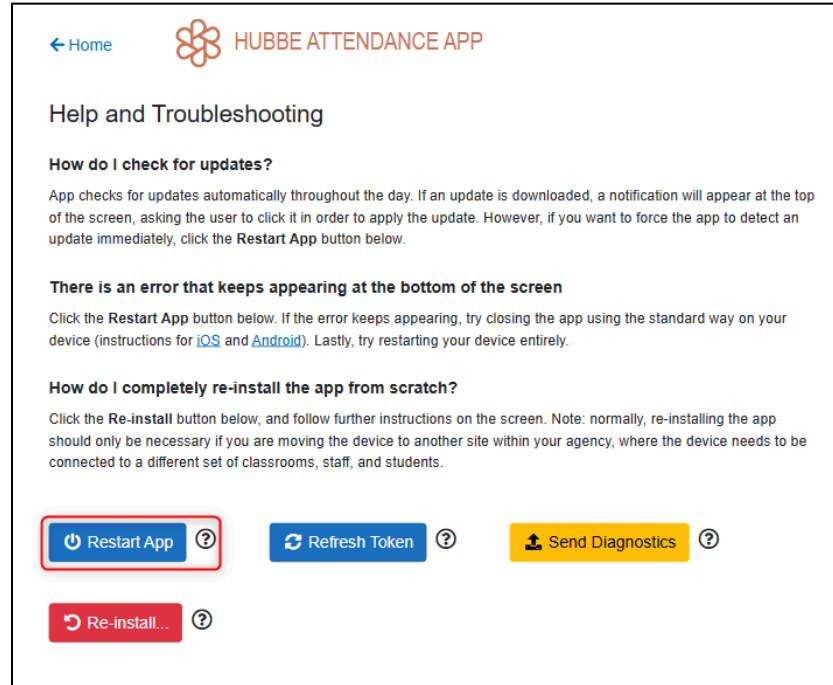 Home
HUBBE ATTENDANCE APP
Help and Troubleshooting
How do I check for updates?
App checks for updates automatically throughout the day. If an update is downloaded, a notification will appear at the top
of the screen, asking the user to click it in order to apply the update. However, if you want to force the app to detect an
update immediately, click the Restart App button below.
There is an error that keeps appearing at the bottom of the screen
Click the Restart App button below. If the error keeps appearing, try closing the app using the standard way on your
device (instructions for iOS and Android). Lastly, try restarting your device entirely.
How do I completely re-install the app from scratch?
Click the Re-install button below, and follow further instructions on the screen. Note: normally, re-installing the app
should only be necessary if you are moving the device to another site within your agency, where the device needs to be
connected to a different set of classrooms, staff, and students.
Restart App ? Refresh Token ? Send Diagnostics ?
Re-install... ?